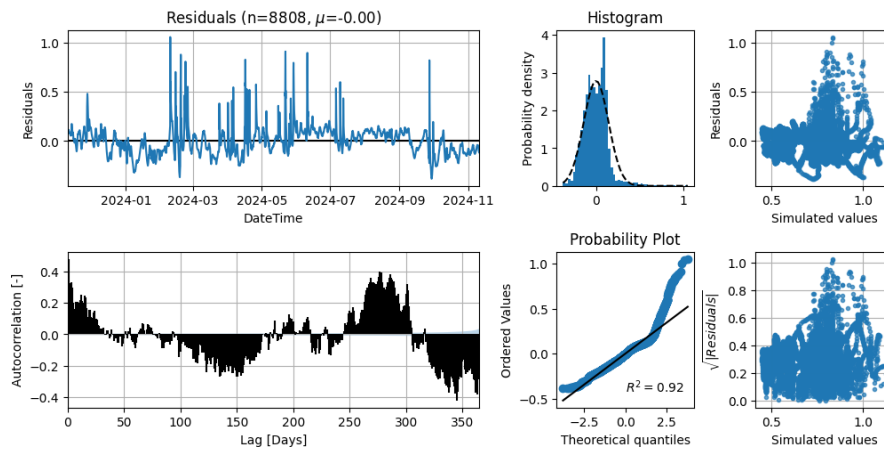 Residuals (n=8808, μ=-0.00)
Residuals
1.0
0.5
0.0
2024-01 2024-03 2024-05 2024-07 2024-09 2024-11
DateTime
Histogram
Probability density
4
3
2
1
0
0 1
Residuals
1.0
0.5
0.0
0.5 1.0
Simulated values
Autocorrelation [-]
0.4
0.2
0.0
−0.2
−0.4
0 50 100 150 200 250 300 350
Lag [Days]
Probability Plot
Ordered Values
1.0
0.5
0.0
−0.5
R² = 0.92
−2.5 0.0 2.5
Theoretical quantiles
√|Residuals|
1.0
0.8
0.6
0.4
0.2
0.0
0.5 1.0
Simulated values